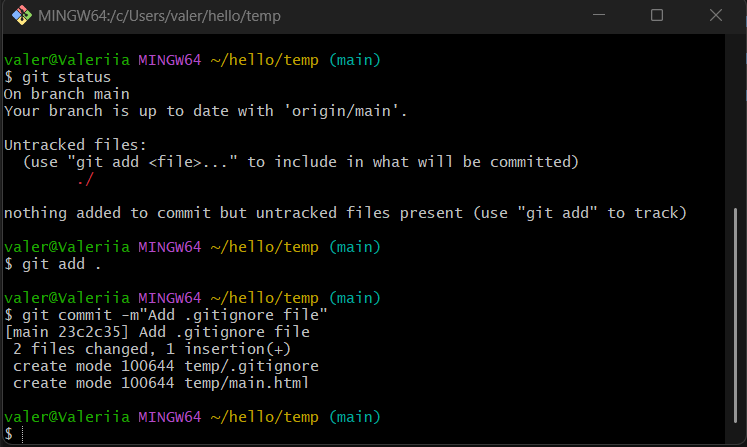 MINGW64:/c/Users/valer/hello/temp
valer@Valeriia MINGW64 ~/hello/temp (main)
$ git status
On branch main
Your branch is up to date with 'origin/main'.
Untracked files:
(use "git add <file>..." to include in what will be committed)
./
nothing added to commit but untracked files present (use "git add" to track)
valer@Valeriia MINGW64 ~/hello/temp (main)
$ git add .
valer@Valeriia MINGW64 ~/hello/temp (main)
$ git commit -m"Add .gitignore file"
[main 23c2c35] Add .gitignore file
2 files changed, 1 insertion(+)
create mode 100644 temp/.gitignore
create mode 100644 temp/main.html
valer@Valeriia MINGW64 ~/hello/temp (main)
$